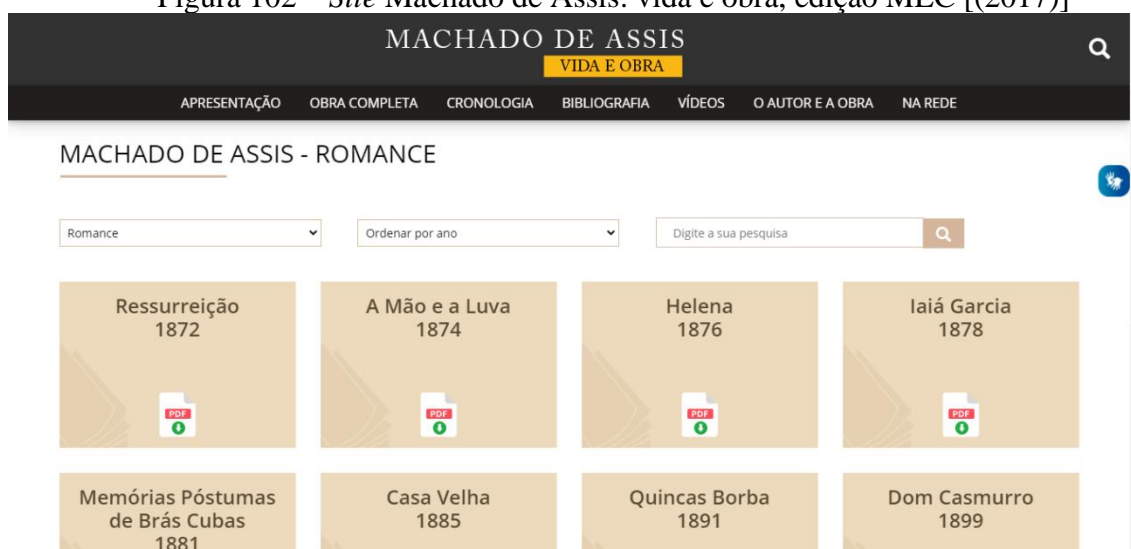 Figura 102 – Site Machado de Assis: vida e obra, edição MEC [(2017)]
MACHADO DE ASSIS
VIDA E OBRA
APRESENTAÇÃO OBRA COMPLETA CRONOLOGIA BIBLIOGRAFIA VÍDEOS O AUTOR E A OBRA NA REDE
MACHADO DE ASSIS - ROMANCE
Romance Ordenar por ano Digite a sua pesquisa
Ressurreição A Mão e a Luva Helena Iaiá Garcia
1872 1874 1876 1878
PDF PDF PDF PDF
Memórias Póstumas Casa Velha Quincas Borba Dom Casmurro
de Brás Cubas 1885 1891 1899
1881